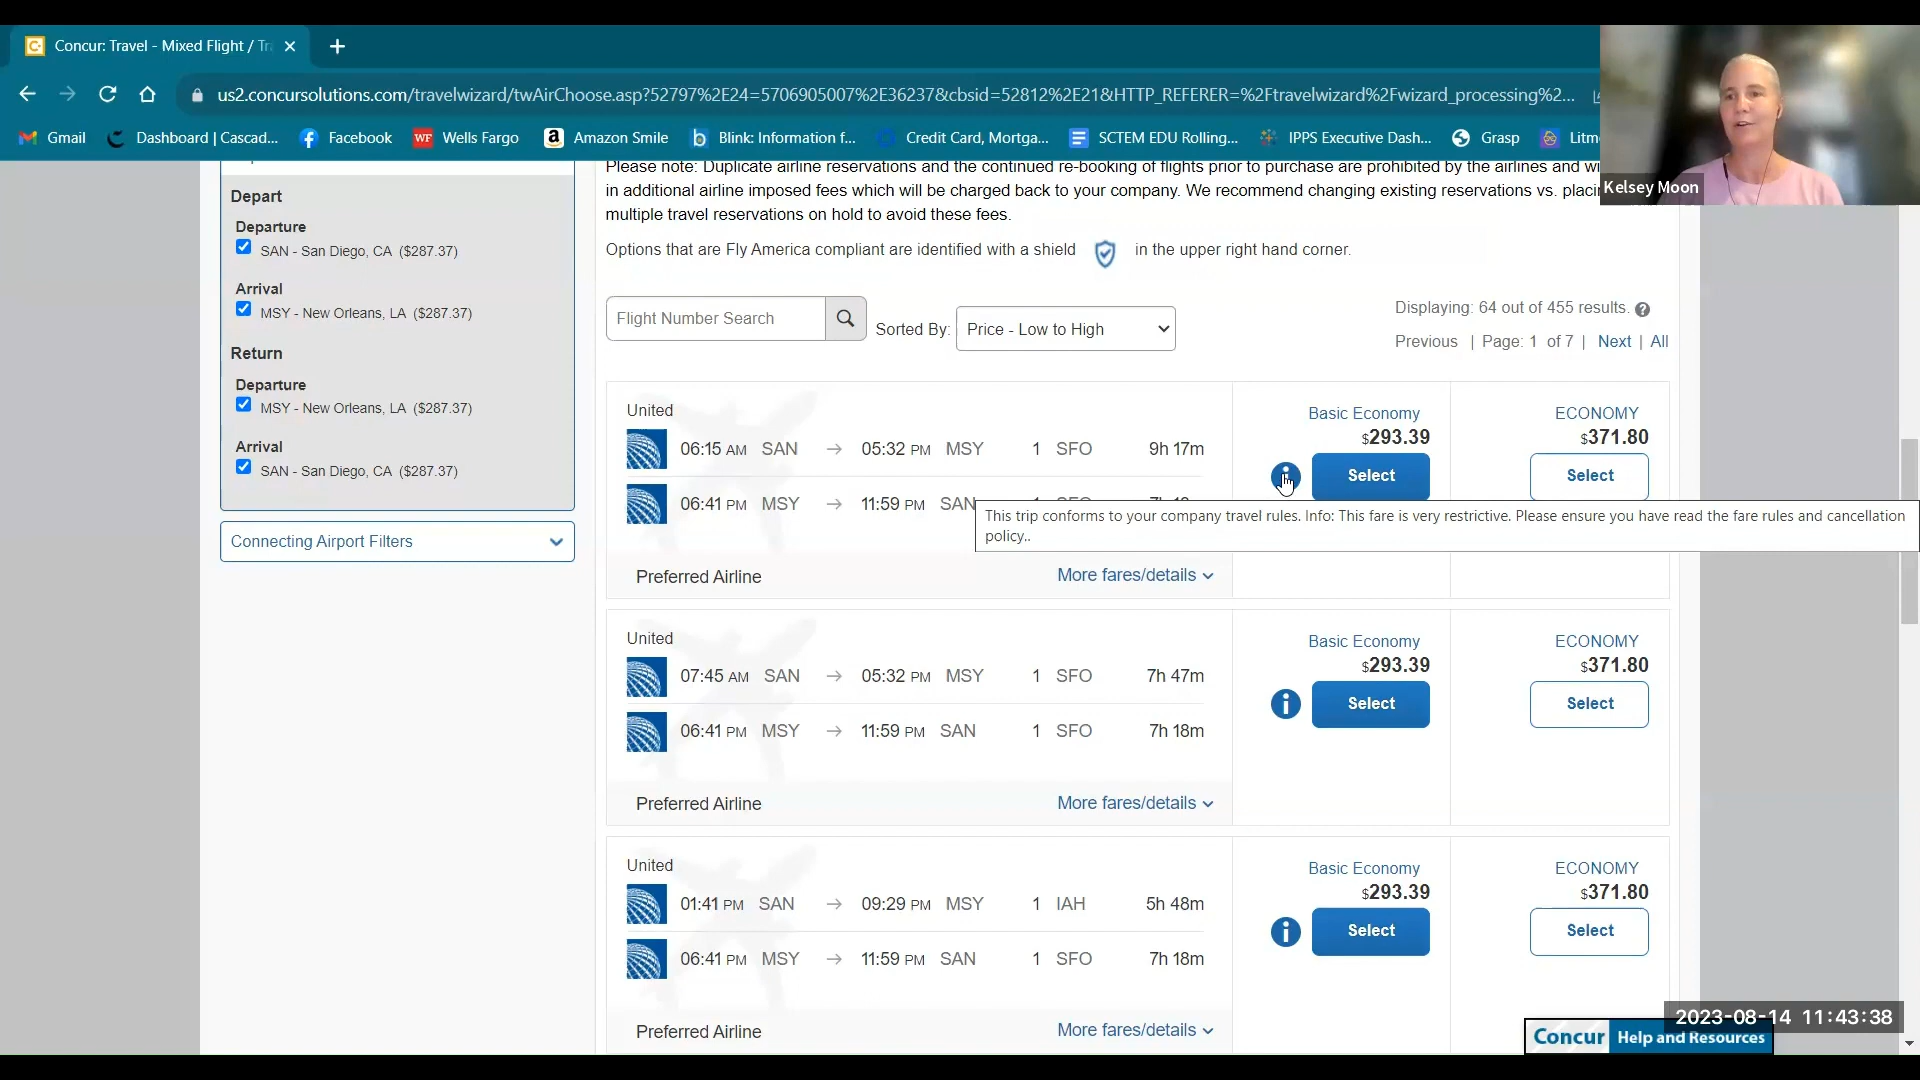 Concur: Travel - Mixed Flight / Tr
us2.concursolutions.com/travelwizard/twAirChoose.asp?52797%2E24=5706905007%2E36237&cbsid=52812%2E21&HTTP_REFERER=%2Ftravelwizard%2Fwizard_processing%2...
Gmail Dashboard | Cascad... Facebook Wells Fargo Amazon Smile Blink: Information f... Credit Card, Mortga... SCTEM EDU Rolling... IPPS Executive Dash... Grasp Litm
Kelsey Moon
Depart
Departure
SAN - San Diego, CA ($287.37)
Arrival
MSY - New Orleans, LA ($287.37)
Return
Departure
MSY - New Orleans, LA ($287.37)
Arrival
SAN - San Diego, CA ($287.37)
Connecting Airport Filters
Please note: Duplicate airline reservations and the continued re-booking of flights prior to purchase are prohibited by the airlines and wi
in additional airline imposed fees which will be charged back to your company. We recommend changing existing reservations vs. placi
multiple travel reservations on hold to avoid these fees.
Options that are Fly America compliant are identified with a shield in the upper right hand corner.
Flight Number Search
Sorted By: Price - Low to High
Displaying: 64 out of 455 results. ?
Previous | Page: 1 of 7 | Next | All
United
06:15 AM SAN → 05:32 PM MSY 1 SFO 9h 17m
06:41 PM MSY → 11:59 PM SAN
Basic Economy
$293.39
Select
ECONOMY
$371.80
Select
This trip conforms to your company travel rules. Info: This fare is very restrictive. Please ensure you have read the fare rules and cancellation
policy..
Preferred Airline
More fares/details
United
07:45 AM SAN → 05:32 PM MSY 1 SFO 7h 47m
06:41 PM MSY → 11:59 PM SAN 1 SFO 7h 18m
Basic Economy
$293.39
i Select
ECONOMY
$371.80
Select
Preferred Airline
More fares/details
United
01:41 PM SAN → 09:29 PM MSY 1 IAH 5h 48m
06:41 PM MSY → 11:59 PM SAN 1 SFO 7h 18m
Basic Economy
$293.39
i Select
ECONOMY
$371.80
Select
Preferred Airline
More fares/details
2023-08-14 11:43:38
Concur Help and Resources